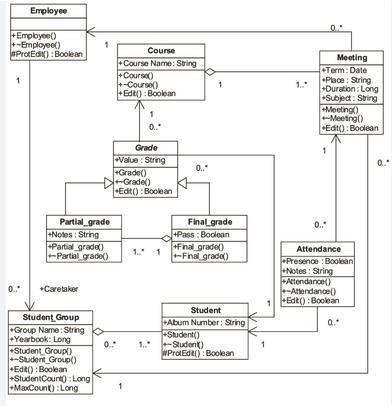 Employee
+Employee()
+~Employee()
#ProtEdit() : Boolean
1
0..*
1
Course
+Course Name : String
+Course()
+~Course()
+Edit() : Boolean
1
1..*
Meeting
+Term : Date
+Place : String
+Duration : Long
+Subject : String
+Meeting()
+~Meeting()
+Edit() : Boolean
1
0..*
1
0..*
Grade
+Value : String
+Grade()
+~Grade()
+Edit() : Boolean
0..*
Partial_grade
+Notes : String
+Partial_grade()
+~Partial_grade()
1..*
1
Final_grade
+Pass : Boolean
+Final_grade()
+~Final_grade()
0..*
Attendance
+Presence : Boolean
+Notes : String
+Attendance()
+~Attendance()
+Edit() : Boolean
0..*
+Caretaker
0..*
Student_Group
+Group Name : String
+Yearbook : Long
+Student_Group()
+~Student_Group()
+Edit() : Boolean
+StudentCount() : Long
+MaxCount() : Long
0..*
1..*
Student
+Album Number : String
+Student()
+~Student()
#ProtEdit() : Boolean
1
1
1